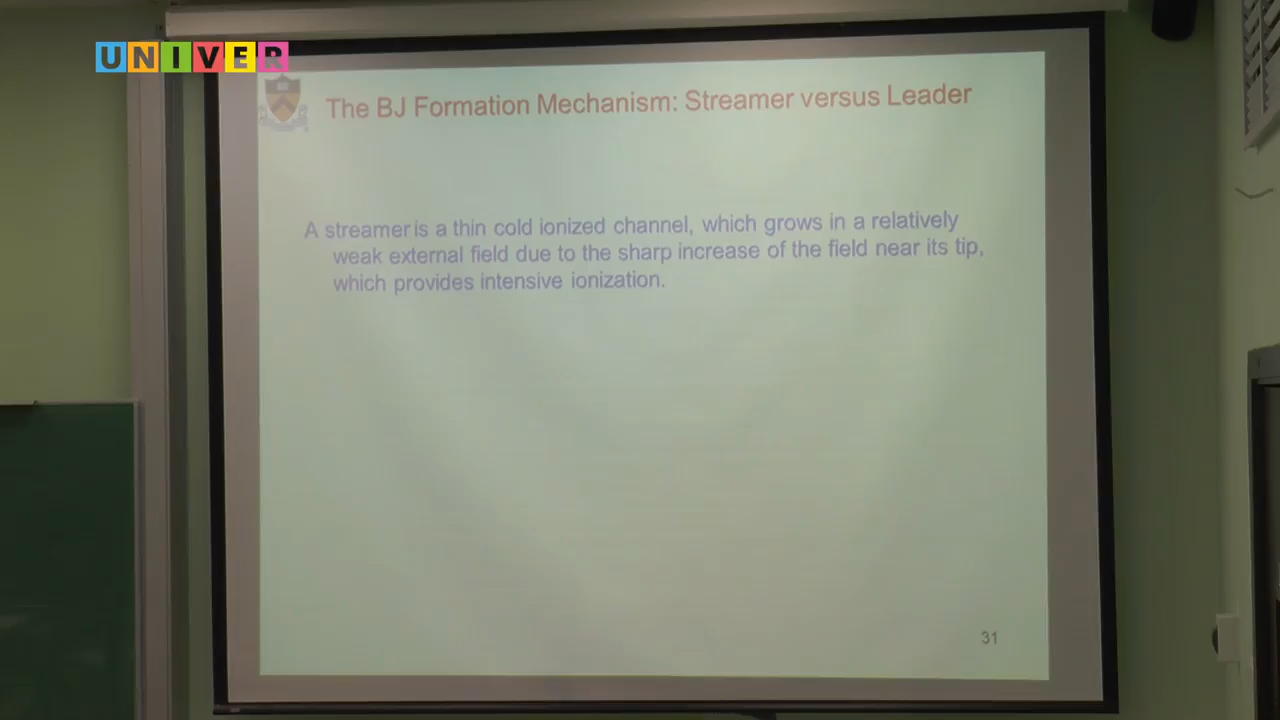 UNIVER
The BJ Formation Mechanism: Streamer versus Leader
A streamer is a thin cold ionized channel, which grows in a relatively
weak external field due to the sharp increase of the field near its tip,
which provides intensive ionization.
31